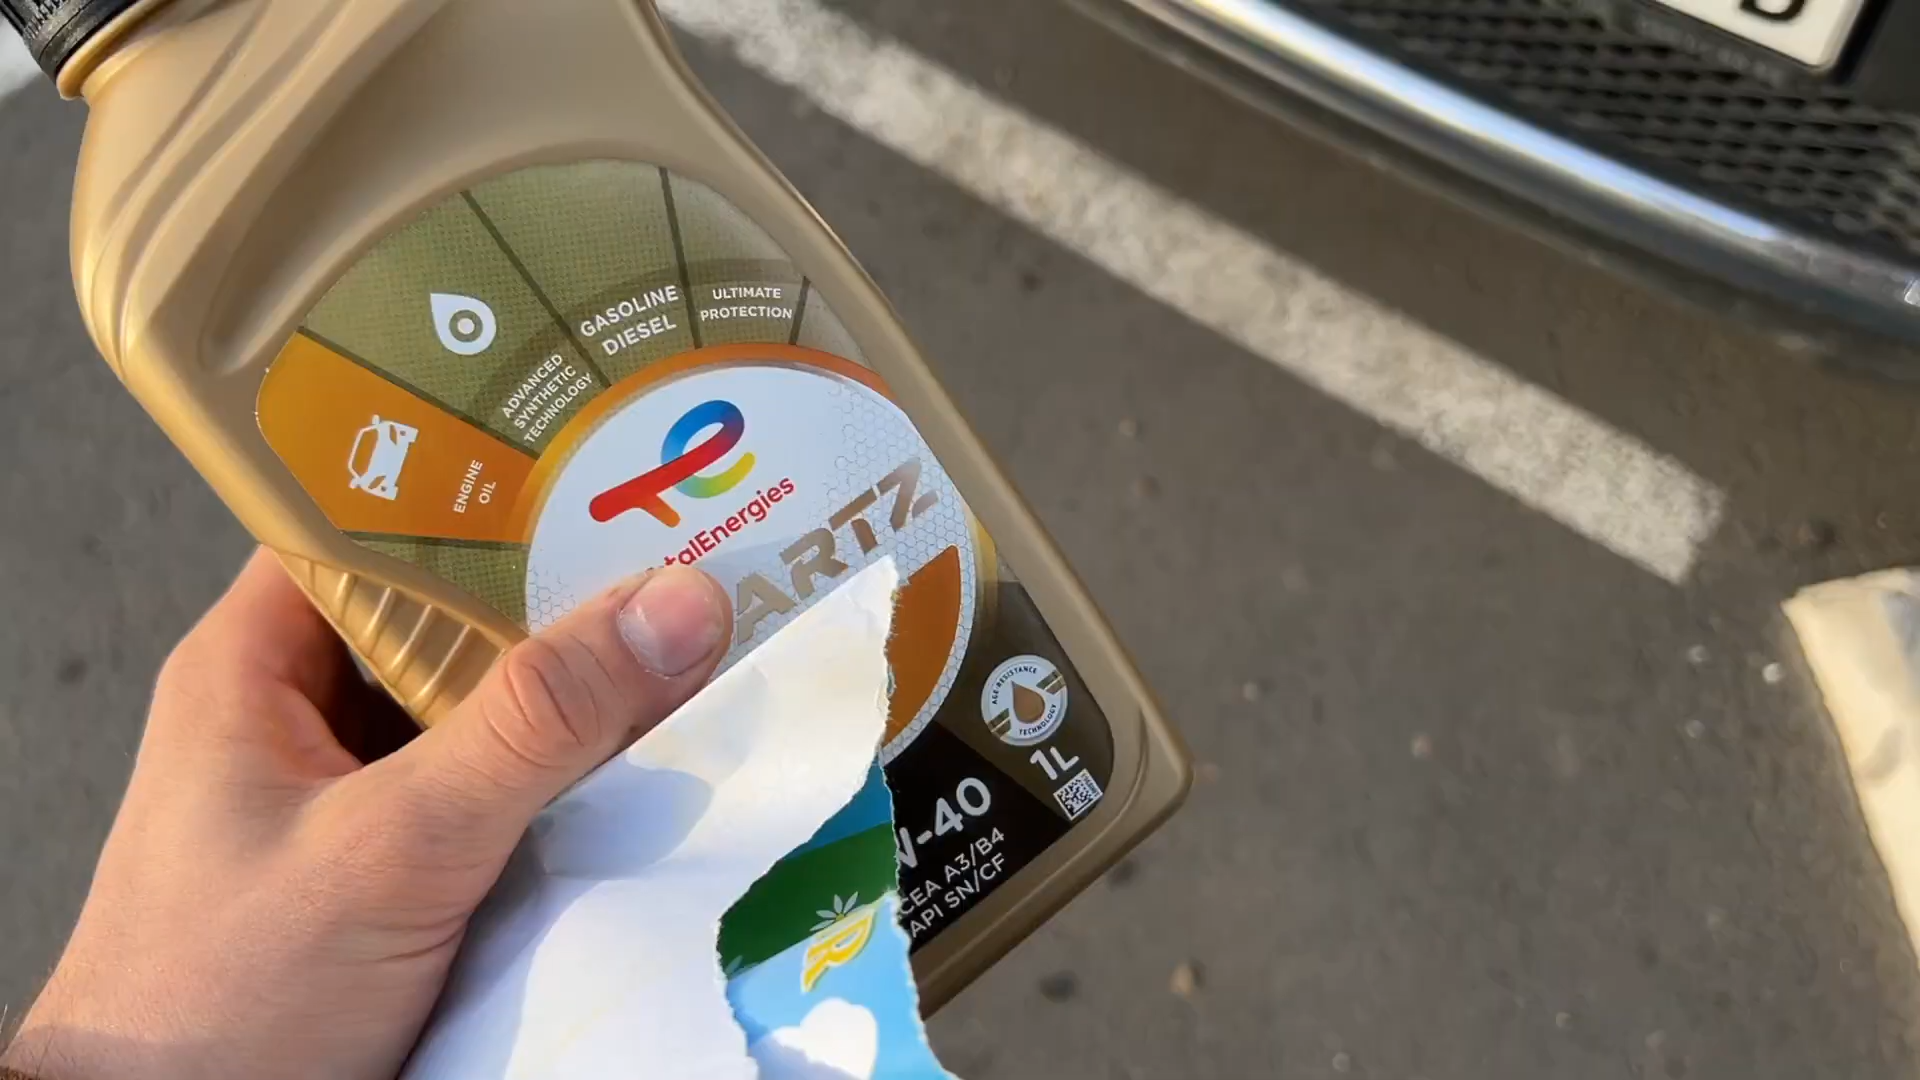 ENGINE
OIL
ADVANCED
SYNTHETIC
TECHNOLOGY
GASOLINE
DIESEL
ULTIMATE
PROTECTION
talEnergies
ARTZ
AGE-RESISTANCE
TECHNOLOGY
1L
W-40
CEA A3/B4
API SN/CF
R